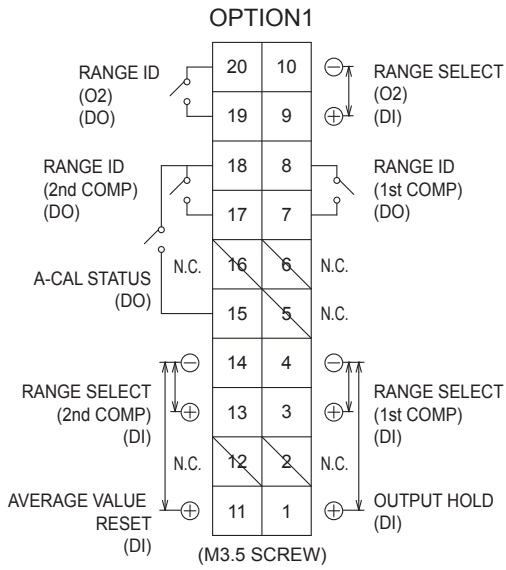 OPTION1
RANGE ID
(O2)
(DO)
20
10
⊖
RANGE SELECT
(O2)
(DI)
19
9
⊕
RANGE ID
(2nd COMP)
(DO)
18
8
RANGE ID
(1st COMP)
(DO)
17
7
A-CAL STATUS
(DO)
N.C.
16
6
N.C.
15
5
N.C.
⊖
14
4
⊖
RANGE SELECT
(2nd COMP)
(DI)
⊕
13
3
⊕
RANGE SELECT
(1st COMP)
(DI)
N.C.
12
2
N.C.
AVERAGE VALUE
RESET
(DI)
⊕
11
1
⊕
OUTPUT HOLD
(DI)
(M3.5 SCREW)